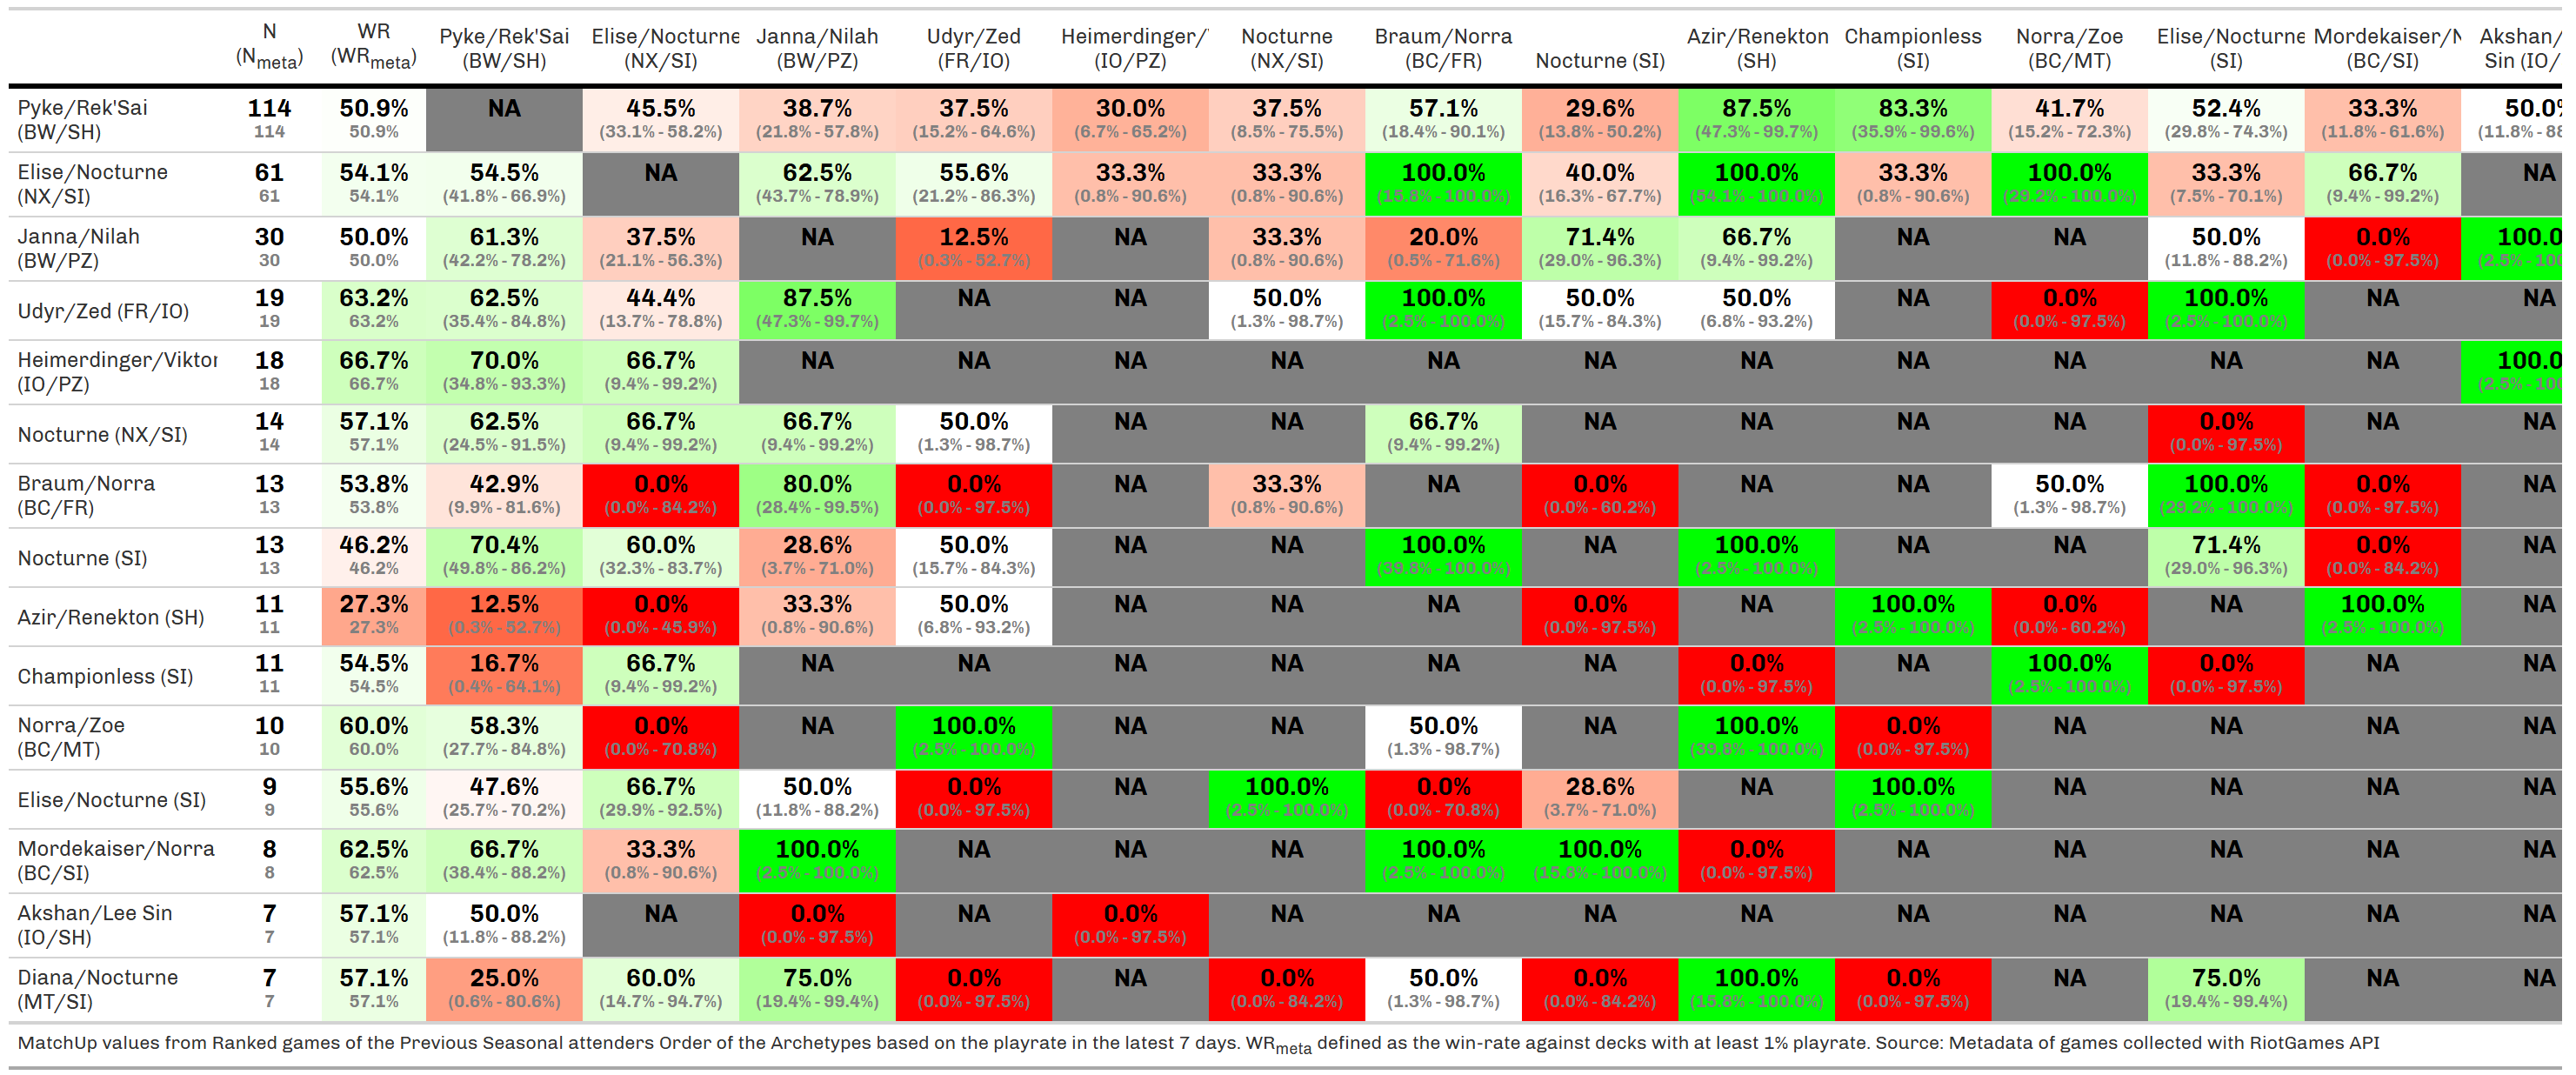 N WR Pyke/Rek'Sai Elise/Nocturne Janna/Nilah Udyr/Zed Heimerdinger/ Nocturne Braum/Norra Nocturne (SI) Azir/Renekton Championless Norra/Zoe Elise/Nocturne Mordekaiser/N Akshan/
(Nmeta) (WRmeta) (BW/SH) (NX/SI) (BW/PZ) (FR/IO) (IO/PZ) (NX/SI) (BC/FR) (SH) (SI) (BC/MT) (SI) (BC/SI) Sin (IO/
Pyke/Rek'Sai 114 50.9% NA 45.5% 38.7% 37.5% 30.0% 37.5% 57.1% 29.6% 87.5% 83.3% 41.7% 52.4% 33.3% 50.0%
(BW/SH) 114 50.9% (33.1% - 58.2%) (21.8% - 57.8%) (15.2% - 64.6%) (6.7% - 65.2%) (8.5% - 75.5%) (18.4% - 90.1%) (13.8% - 50.2%) (47.3% - 99.7%) (35.9% - 99.6%) (15.2% - 72.3%) (29.8% - 74.3%) (11.8% - 61.6%) (11.8% - 88
Elise/Nocturne 61 54.1% 54.5% NA 62.5% 55.6% 33.3% 33.3% 100.0% 40.0% 100.0% 33.3% 100.0% 33.3% 66.7% NA
(NX/SI) 61 54.1% (41.8% - 66.9%) (43.7% - 78.9%) (21.2% - 86.3%) (0.8% - 90.6%) (0.8% - 90.6%) (15.8% - 100.0%) (16.3% - 67.7%) (54.1% - 100.0%) (0.8% - 90.6%) (29.2% - 100.0%) (7.5% - 70.1%) (9.4% - 99.2%)
Janna/Nilah 30 50.0% 61.3% 37.5% NA 12.5% NA 33.3% 20.0% 71.4% 66.7% NA NA 50.0% 0.0% 100.0
(BW/PZ) 30 50.0% (42.2% - 78.2%) (21.1% - 56.3%) (0.3% - 52.7%) (0.8% - 90.6%) (0.5% - 71.6%) (29.0% - 96.3%) (9.4% - 99.2%) (11.8% - 88.2%) (0.0% - 97.5%) (2.5% - 100
Udyr/Zed (FR/IO) 19 63.2% 62.5% 44.4% 87.5% NA NA 50.0% 100.0% 50.0% 50.0% NA 0.0% 100.0% NA NA
19 63.2% (35.4% - 84.8%) (13.7% - 78.8%) (47.3% - 99.7%) (1.3% - 98.7%) (2.5% - 100.0%) (15.7% - 84.3%) (6.8% - 93.2%) (0.0% - 97.5%) (2.5% - 100.0%)
Heimerdinger/Viktor 18 66.7% 70.0% 66.7% NA NA NA NA NA NA NA NA NA NA NA 100.0
(IO/PZ) 18 66.7% (34.8% - 93.3%) (9.4% - 99.2%) (2.5% - 100
Nocturne (NX/SI) 14 57.1% 62.5% 66.7% 66.7% 50.0% NA NA 66.7% NA NA NA NA 0.0% NA NA
14 57.1% (24.5% - 91.5%) (9.4% - 99.2%) (9.4% - 99.2%) (1.3% - 98.7%) (9.4% - 99.2%) (0.0% - 97.5%)
Braum/Norra 13 53.8% 42.9% 0.0% 80.0% 0.0% NA 33.3% NA 0.0% NA NA 50.0% 100.0% 0.0% NA
(BC/FR) 13 53.8% (9.9% - 81.6%) (0.0% - 84.2%) (28.4% - 99.5%) (0.0% - 97.5%) (0.8% - 90.6%) (0.0% - 60.2%) (1.3% - 98.7%) (29.2% - 100.0%) (0.0% - 97.5%)
Nocturne (SI) 13 46.2% 70.4% 60.0% 28.6% 50.0% NA NA 100.0% NA 100.0% NA NA 71.4% 0.0% NA
13 46.2% (49.8% - 86.2%) (32.3% - 83.7%) (3.7% - 71.0%) (15.7% - 84.3%) (39.8% - 100.0%) (2.5% - 100.0%) (29.0% - 96.3%) (0.0% - 84.2%)
Azir/Renekton (SH) 11 27.3% 12.5% 0.0% 33.3% 50.0% NA NA NA 0.0% NA 100.0% 0.0% NA 100.0% NA
11 27.3% (0.3% - 52.7%) (0.0% - 45.9%) (0.8% - 90.6%) (6.8% - 93.2%) (0.0% - 97.5%) (2.5% - 100.0%) (0.0% - 60.2%) (2.5% - 100.0%)
Championless (SI) 11 54.5% 16.7% 66.7% NA NA NA NA NA NA 0.0% NA 100.0% 0.0% NA NA
11 54.5% (0.4% - 64.1%) (9.4% - 99.2%) (0.0% - 97.5%) (2.5% - 100.0%) (0.0% - 97.5%)
Norra/Zoe 10 60.0% 58.3% 0.0% NA 100.0% NA NA 50.0% NA 100.0% 0.0% NA NA NA NA
(BC/MT) 10 60.0% (27.7% - 84.8%) (0.0% - 70.8%) (2.5% - 100.0%) (1.3% - 98.7%) (39.8% - 100.0%) (0.0% - 97.5%)
Elise/Nocturne (SI) 9 55.6% 47.6% 66.7% 50.0% 0.0% NA 100.0% 0.0% 28.6% NA 100.0% NA NA NA NA
9 55.6% (25.7% - 70.2%) (29.9% - 92.5%) (11.8% - 88.2%) (0.0% - 97.5%) (2.5% - 100.0%) (0.0% - 70.8%) (3.7% - 71.0%) (2.5% - 100.0%)
Mordekaiser/Norra 8 62.5% 66.7% 33.3% 100.0% NA NA NA 100.0% 100.0% 0.0% NA NA NA NA NA
(BC/SI) 8 62.5% (38.4% - 88.2%) (0.8% - 90.6%) (2.5% - 100.0%) (2.5% - 100.0%) (15.8% - 100.0%) (0.0% - 97.5%)
Akshan/Lee Sin 7 57.1% 50.0% NA 0.0% NA 0.0% NA NA NA NA NA NA NA NA NA
(IO/SH) 7 57.1% (11.8% - 88.2%) (0.0% - 97.5%) (0.0% - 97.5%)
Diana/Nocturne 7 57.1% 25.0% 60.0% 75.0% 0.0% NA 0.0% 50.0% 0.0% 100.0% 0.0% NA 75.0% NA NA
(MT/SI) 7 57.1% (0.6% - 80.6%) (14.7% - 94.7%) (19.4% - 99.4%) (0.0% - 97.5%) (0.0% - 84.2%) (1.3% - 98.7%) (0.0% - 84.2%) (15.8% - 100.0%) (0.0% - 97.5%) (19.4% - 99.4%)
MatchUp values from Ranked games of the Previous Seasonal attenders Order of the Archetypes based on the playrate in the latest 7 days. WRmeta defined as the win-rate against decks with at least 1% playrate. Source: Metadata of games collected with RiotGames API